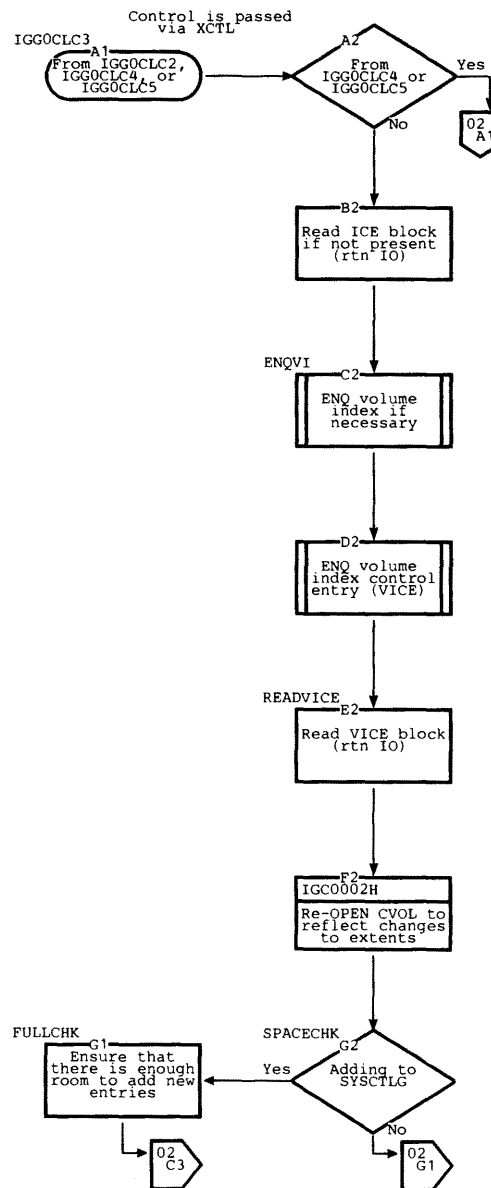 Control is passed
via XCTL
IGG0CLC3
A1
From IGG0CLC2,
IGG0CLC4, or
IGG0CLC5
A2
From
IGG0CLC4 or
IGG0CLC5
Yes
02
A1
No
B2
Read ICE block
if not present
(rtn IO)
ENQVI
C2
ENQ volume
index if
necessary
D2
ENQ volume
index control
entry (VICE)
READVICE
E2
Read VICE block
(rtn IO)
F2
IGC0002H
Re-OPEN CVOL to
reflect changes
to extents
FULLCHK
G1
Ensure that
there is enough
room to add new
entries
SPACECHK
G2
Adding to
SYSCTLG
Yes
No
02
C3
02
G1